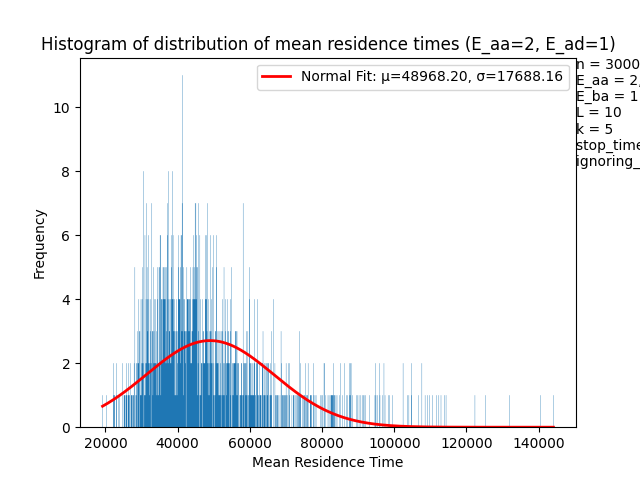 Histogram of distribution of mean residence times (E_aa=2, E_ad=1)
Normal Fit: μ=48968.20, σ=17688.16
n = 3000
E_aa = 2,
E_ba = 1
L = 10
k = 5
stop_time
ignoring_
10
8
6
4
2
0
Frequency
20000 40000 60000 80000 100000 120000 140000
Mean Residence Time